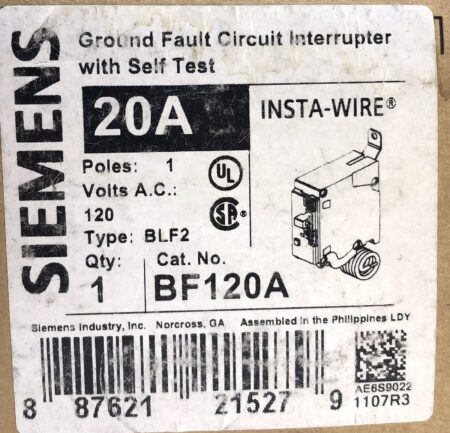 SIEMENS
Ground Fault Circuit Interrupter
with Self Test
20A
INSTA-WIRE®
Poles: 1
Volts A.C.:
120
Type: BLF2
UL
SA
Qty:
1
Cat. No.
BF120A
Siemens Industry, Inc. Norcross, GA Assembled in the Philippines LDY
8 87621 21527 9
AE6S9022
1107R3